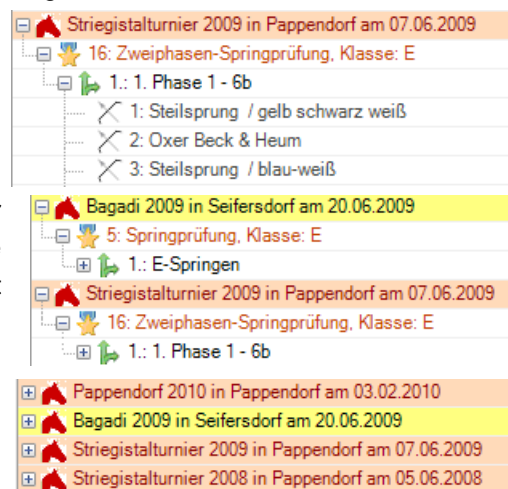 Striegistalturnier 2009 in Pappendorf am 07.06.2009
16: Zweiphasen-Springprüfung, Klasse: E
1.: 1. Phase 1 - 6b
1: Steilsprung / gelb schwarz weiß
2: Oxer Beck & Heum
3: Steilsprung / blau-weiß
Bagadi 2009 in Seifersdorf am 20.06.2009
5: Springprüfung, Klasse: E
1.: E-Springen
Striegistalturnier 2009 in Pappendorf am 07.06.2009
16: Zweiphasen-Springprüfung, Klasse: E
1.: 1. Phase 1 - 6b
Pappendorf 2010 in Pappendorf am 03.02.2010
Bagadi 2009 in Seifersdorf am 20.06.2009
Striegistalturnier 2009 in Pappendorf am 07.06.2009
Striegistalturnier 2008 in Pappendorf am 05.06.2008